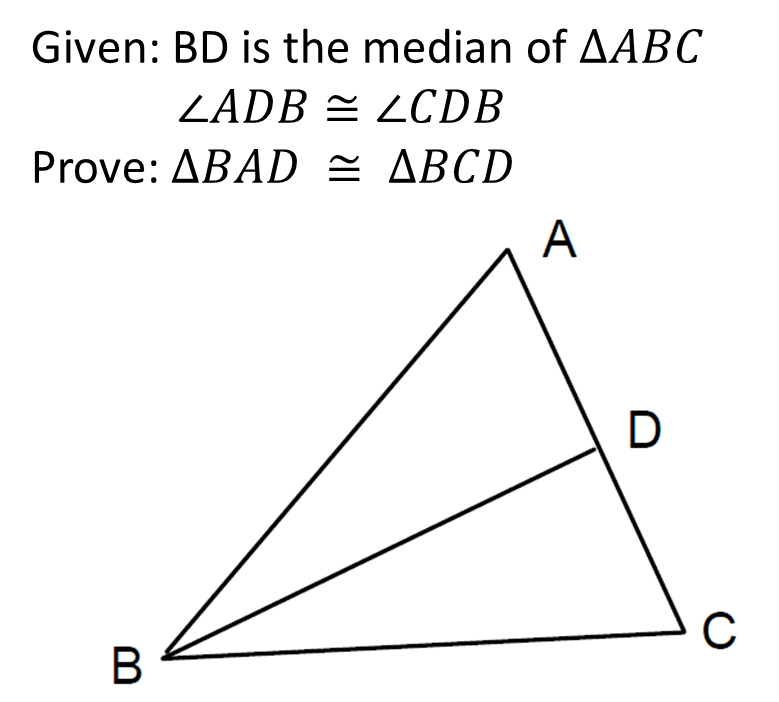 Given: BD is the median of ΔABC
∠ADB ≅ ∠CDB
Prove: ΔBAD ≅ ΔBCD
A
D
C
B